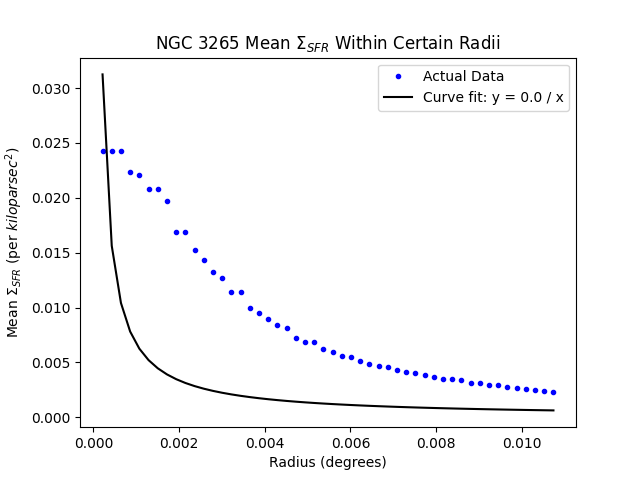 NGC 3265 Mean Σ_SFR Within Certain Radii
Actual Data
Curve fit: y = 0.0 / x
0.030
0.025
0.020
0.015
0.010
0.005
0.000
Mean Σ_SFR (per kiloparsec²)
0.000 0.002 0.004 0.006 0.008 0.010
Radius (degrees)